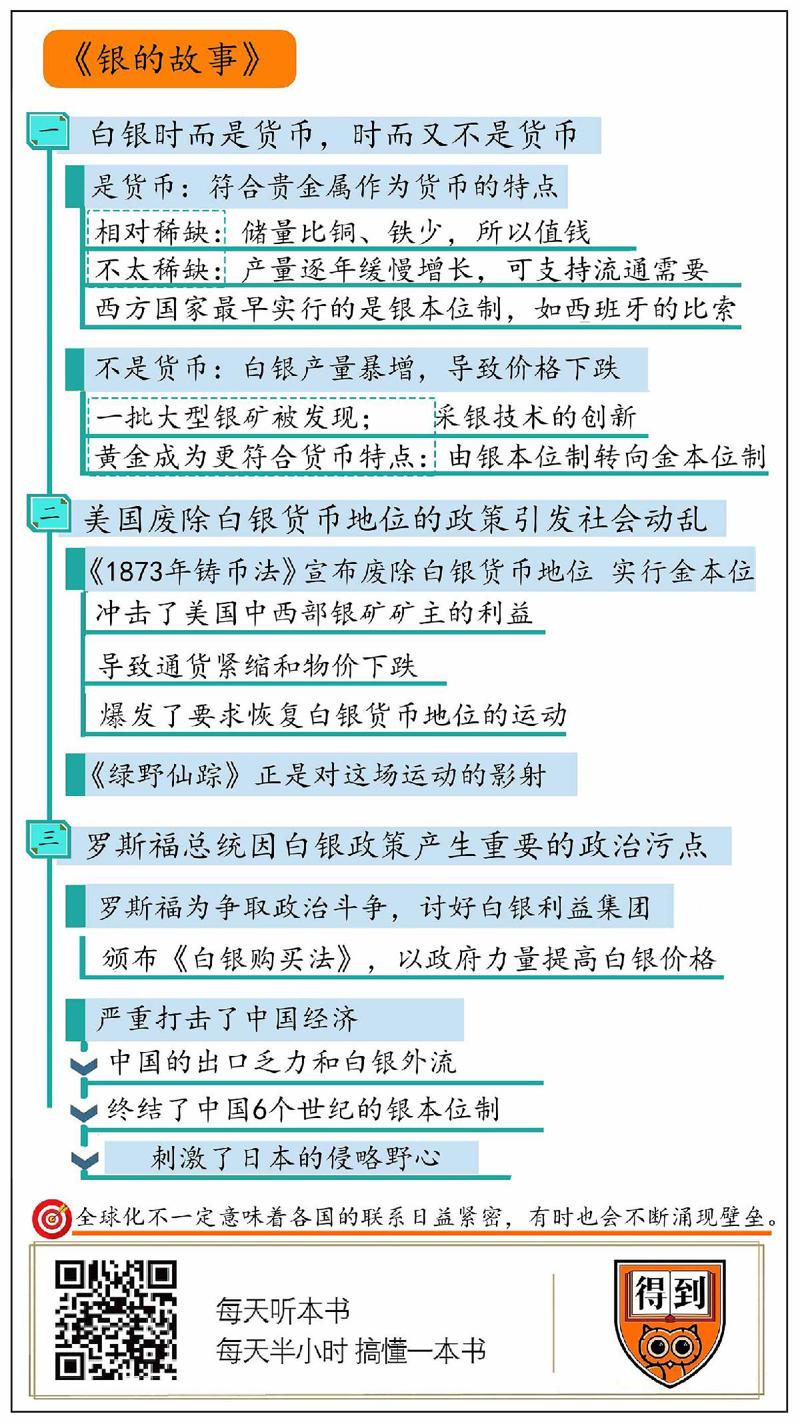 《银的故事》
一
白银时而是货币，时而又不是货币
是货币：符合贵金属作为货币的特点
相对稀缺：储量比铜、铁少，所以值钱
不太稀缺：产量逐年缓慢增长，可支持流通需要
西方国家最早实行的是银本位制，如西班牙的比索
不是货币：白银产量暴增，导致价格下跌
一批大型银矿被发现； 采银技术的创新
黄金成为更符合货币特点：由银本位制转向金本位制
二
美国废除白银货币地位的政策引发社会动乱
《1873年铸币法》宣布废除白银货币地位 实行金本位
冲击了美国中西部银矿矿主的利益
导致通货紧缩和物价下跌
爆发了要求恢复白银货币地位的运动
《绿野仙踪》正是对这场运动的影射
三
罗斯福总统因白银政策产生重要的政治污点
罗斯福为争取政治斗争，讨好白银利益集团
颁布《白银购买法》，以政府力量提高白银价格
严重打击了中国经济
中国的出口乏力和白银外流
终结了中国6个世纪的银本位制
刺激了日本的侵略野心
全球化不一定意味着各国的联系日益紧密，有时也会不断涌现壁垒。
每天听本书
每天半小时 搞懂一本书
得到